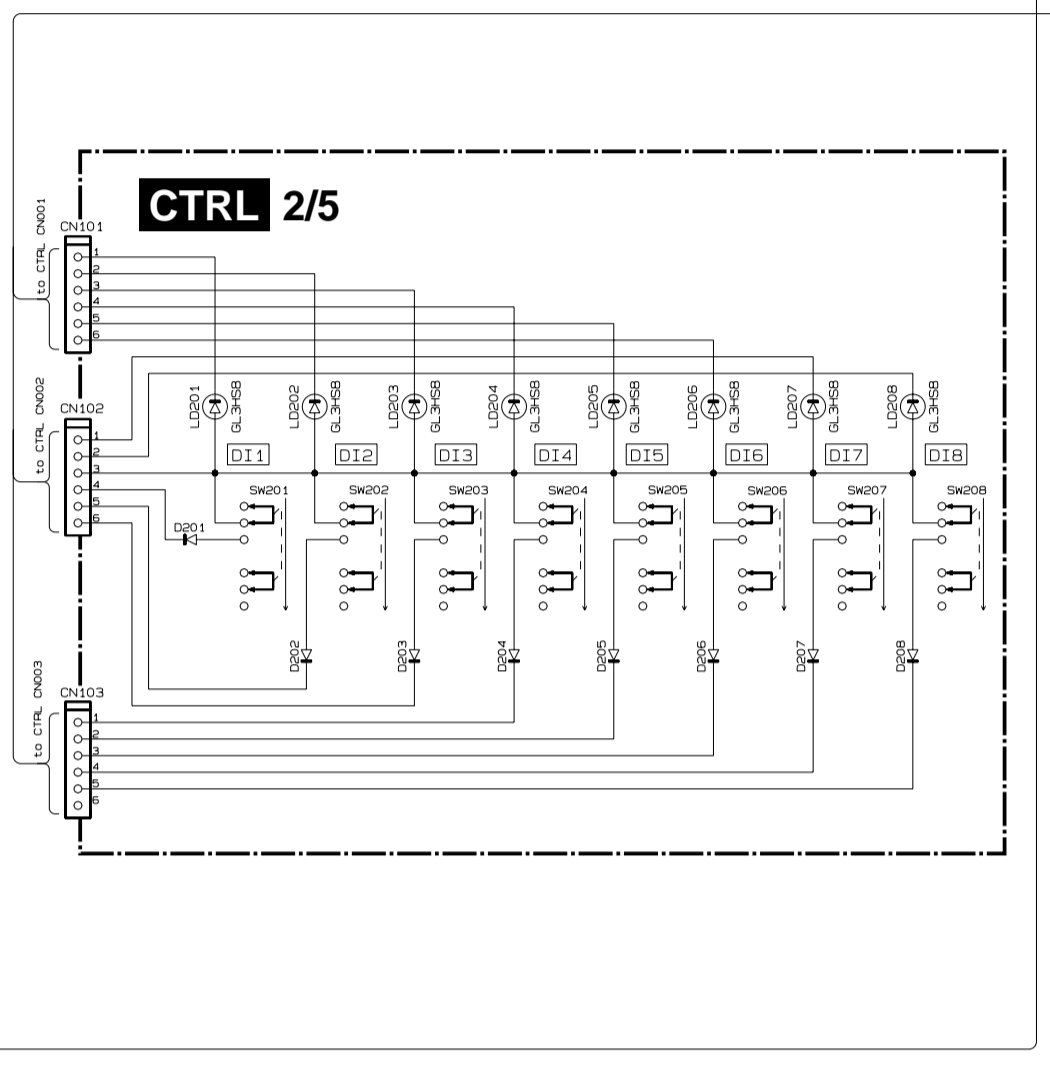 CTRL 2/5
to CTRL CN001
CN101
1
2
3
4
5
6
to CTRL CN002
CN102
1
2
3
4
5
6
LD201 GL3HS8
LD202 GL3HS8
LD203 GL3HS8
LD204 GL3HS8
LD205 GL3HS8
LD206 GL3HS8
LD207 GL3HS8
LD208 GL3HS8
DI1 DI2 DI3 DI4 DI5 DI6 DI7 DI8
SW201 SW202 SW203 SW204 SW205 SW206 SW207 SW208
D201
D202 D203 D204 D205 D206 D207 D208
to CTRL CN003
CN103
1
2
3
4
5
6